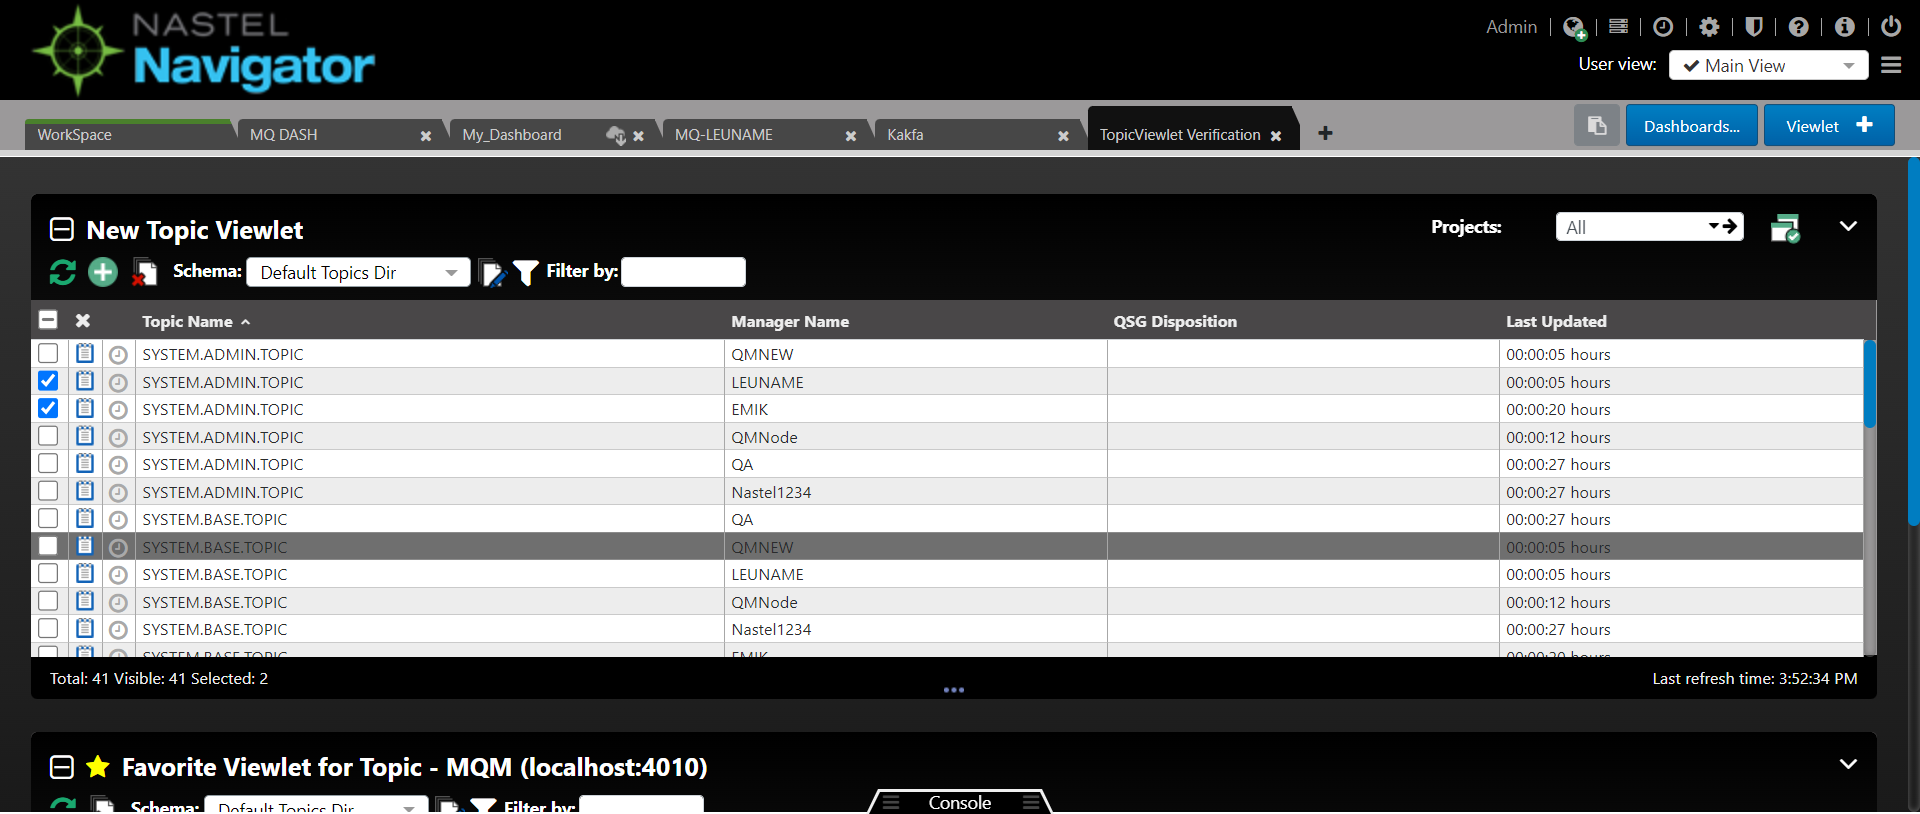 NASTEL
Navigator
Admin
User view: Main View
WorkSpace MQ DASH My_Dashboard MQ-LEUNAME Kakfa TopicViewlet Verification Dashboards... Viewlet
New Topic Viewlet Projects: All
Schema: Default Topics Dir Filter by:
Topic Name Manager Name QSG Disposition Last Updated
SYSTEM.ADMIN.TOPIC QMNEW 00:00:05 hours
SYSTEM.ADMIN.TOPIC LEUNAME 00:00:05 hours
SYSTEM.ADMIN.TOPIC EMIK 00:00:20 hours
SYSTEM.ADMIN.TOPIC QMNode 00:00:12 hours
SYSTEM.ADMIN.TOPIC QA 00:00:27 hours
SYSTEM.ADMIN.TOPIC Nastel1234 00:00:27 hours
SYSTEM.BASE.TOPIC QA 00:00:27 hours
SYSTEM.BASE.TOPIC QMNEW 00:00:05 hours
SYSTEM.BASE.TOPIC LEUNAME 00:00:05 hours
SYSTEM.BASE.TOPIC QMNode 00:00:12 hours
SYSTEM.BASE.TOPIC Nastel1234 00:00:27 hours
SYSTEM.BASE.TOPIC EMIK 00:00:20 hours
Total: 41 Visible: 41 Selected: 2 Last refresh time: 3:52:34 PM
Favorite Viewlet for Topic - MQM (localhost:4010)
Schema: Default Topics Dir Filter by:
Console